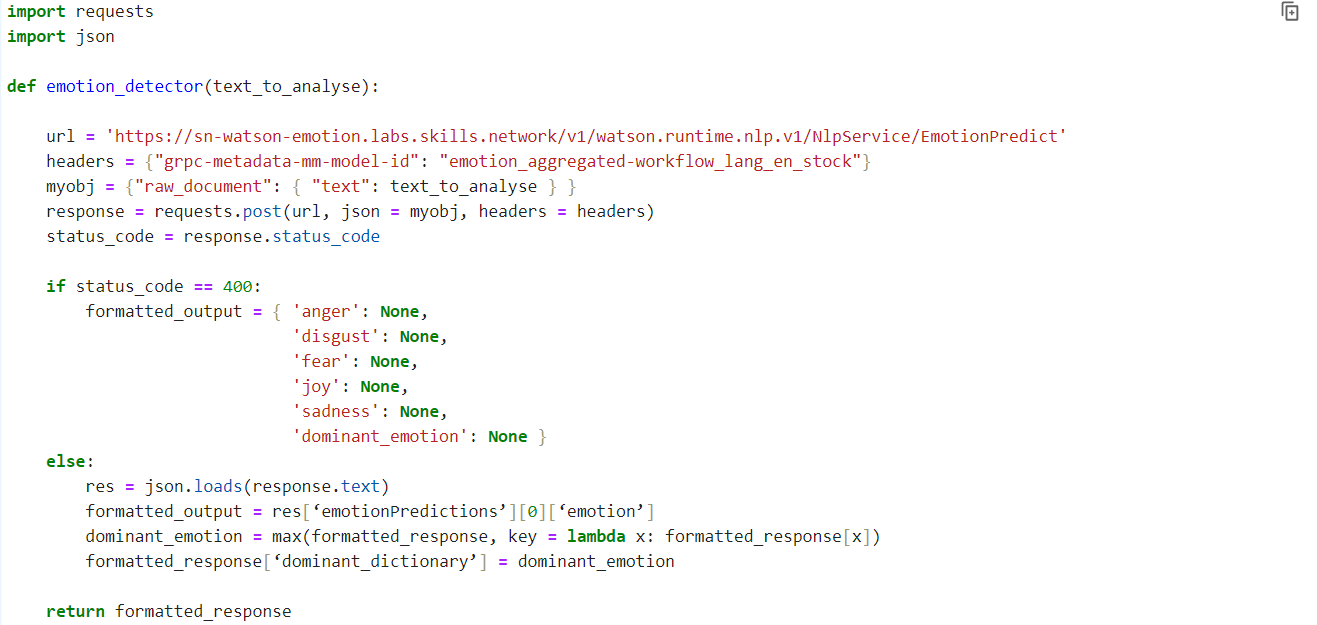 import requests
import json
def emotion_detector(text_to_analyse):
    url = 'https://sn-watson-emotion.labs.skills.network/v1/watson.runtime.nlp.v1/NlpService/EmotionPredict'
    headers = {"grpc-metadata-mm-model-id": "emotion_aggregated-workflow_lang_en_stock"}
    myobj = {"raw_document": { "text": text_to_analyse } }
    response = requests.post(url, json = myobj, headers = headers)
    status_code = response.status_code
    if status_code == 400:
        formatted_output = { 'anger': None,
                             'disgust': None,
                             'fear': None,
                             'joy': None,
                             'sadness': None,
                             'dominant_emotion': None }
    else:
        res = json.loads(response.text)
        formatted_output = res[‘emotionPredictions’][0][‘emotion’]
        dominant_emotion = max(formatted_response, key = lambda x: formatted_response[x])
        formatted_response[‘dominant_dictionary’] = dominant_emotion
    return formatted_response